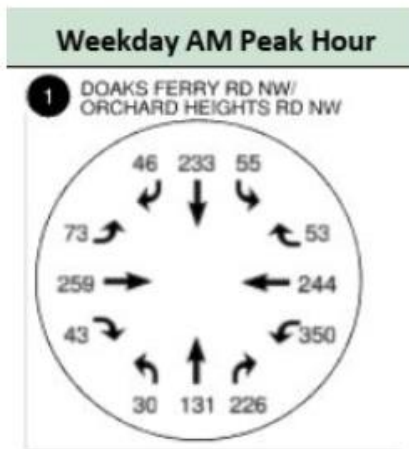 Weekday AM Peak Hour
1 DOAKS FERRY RD NW/
ORCHARD HEIGHTS RD NW
46 233 55
73 53
259 244
43 350
30 131 226